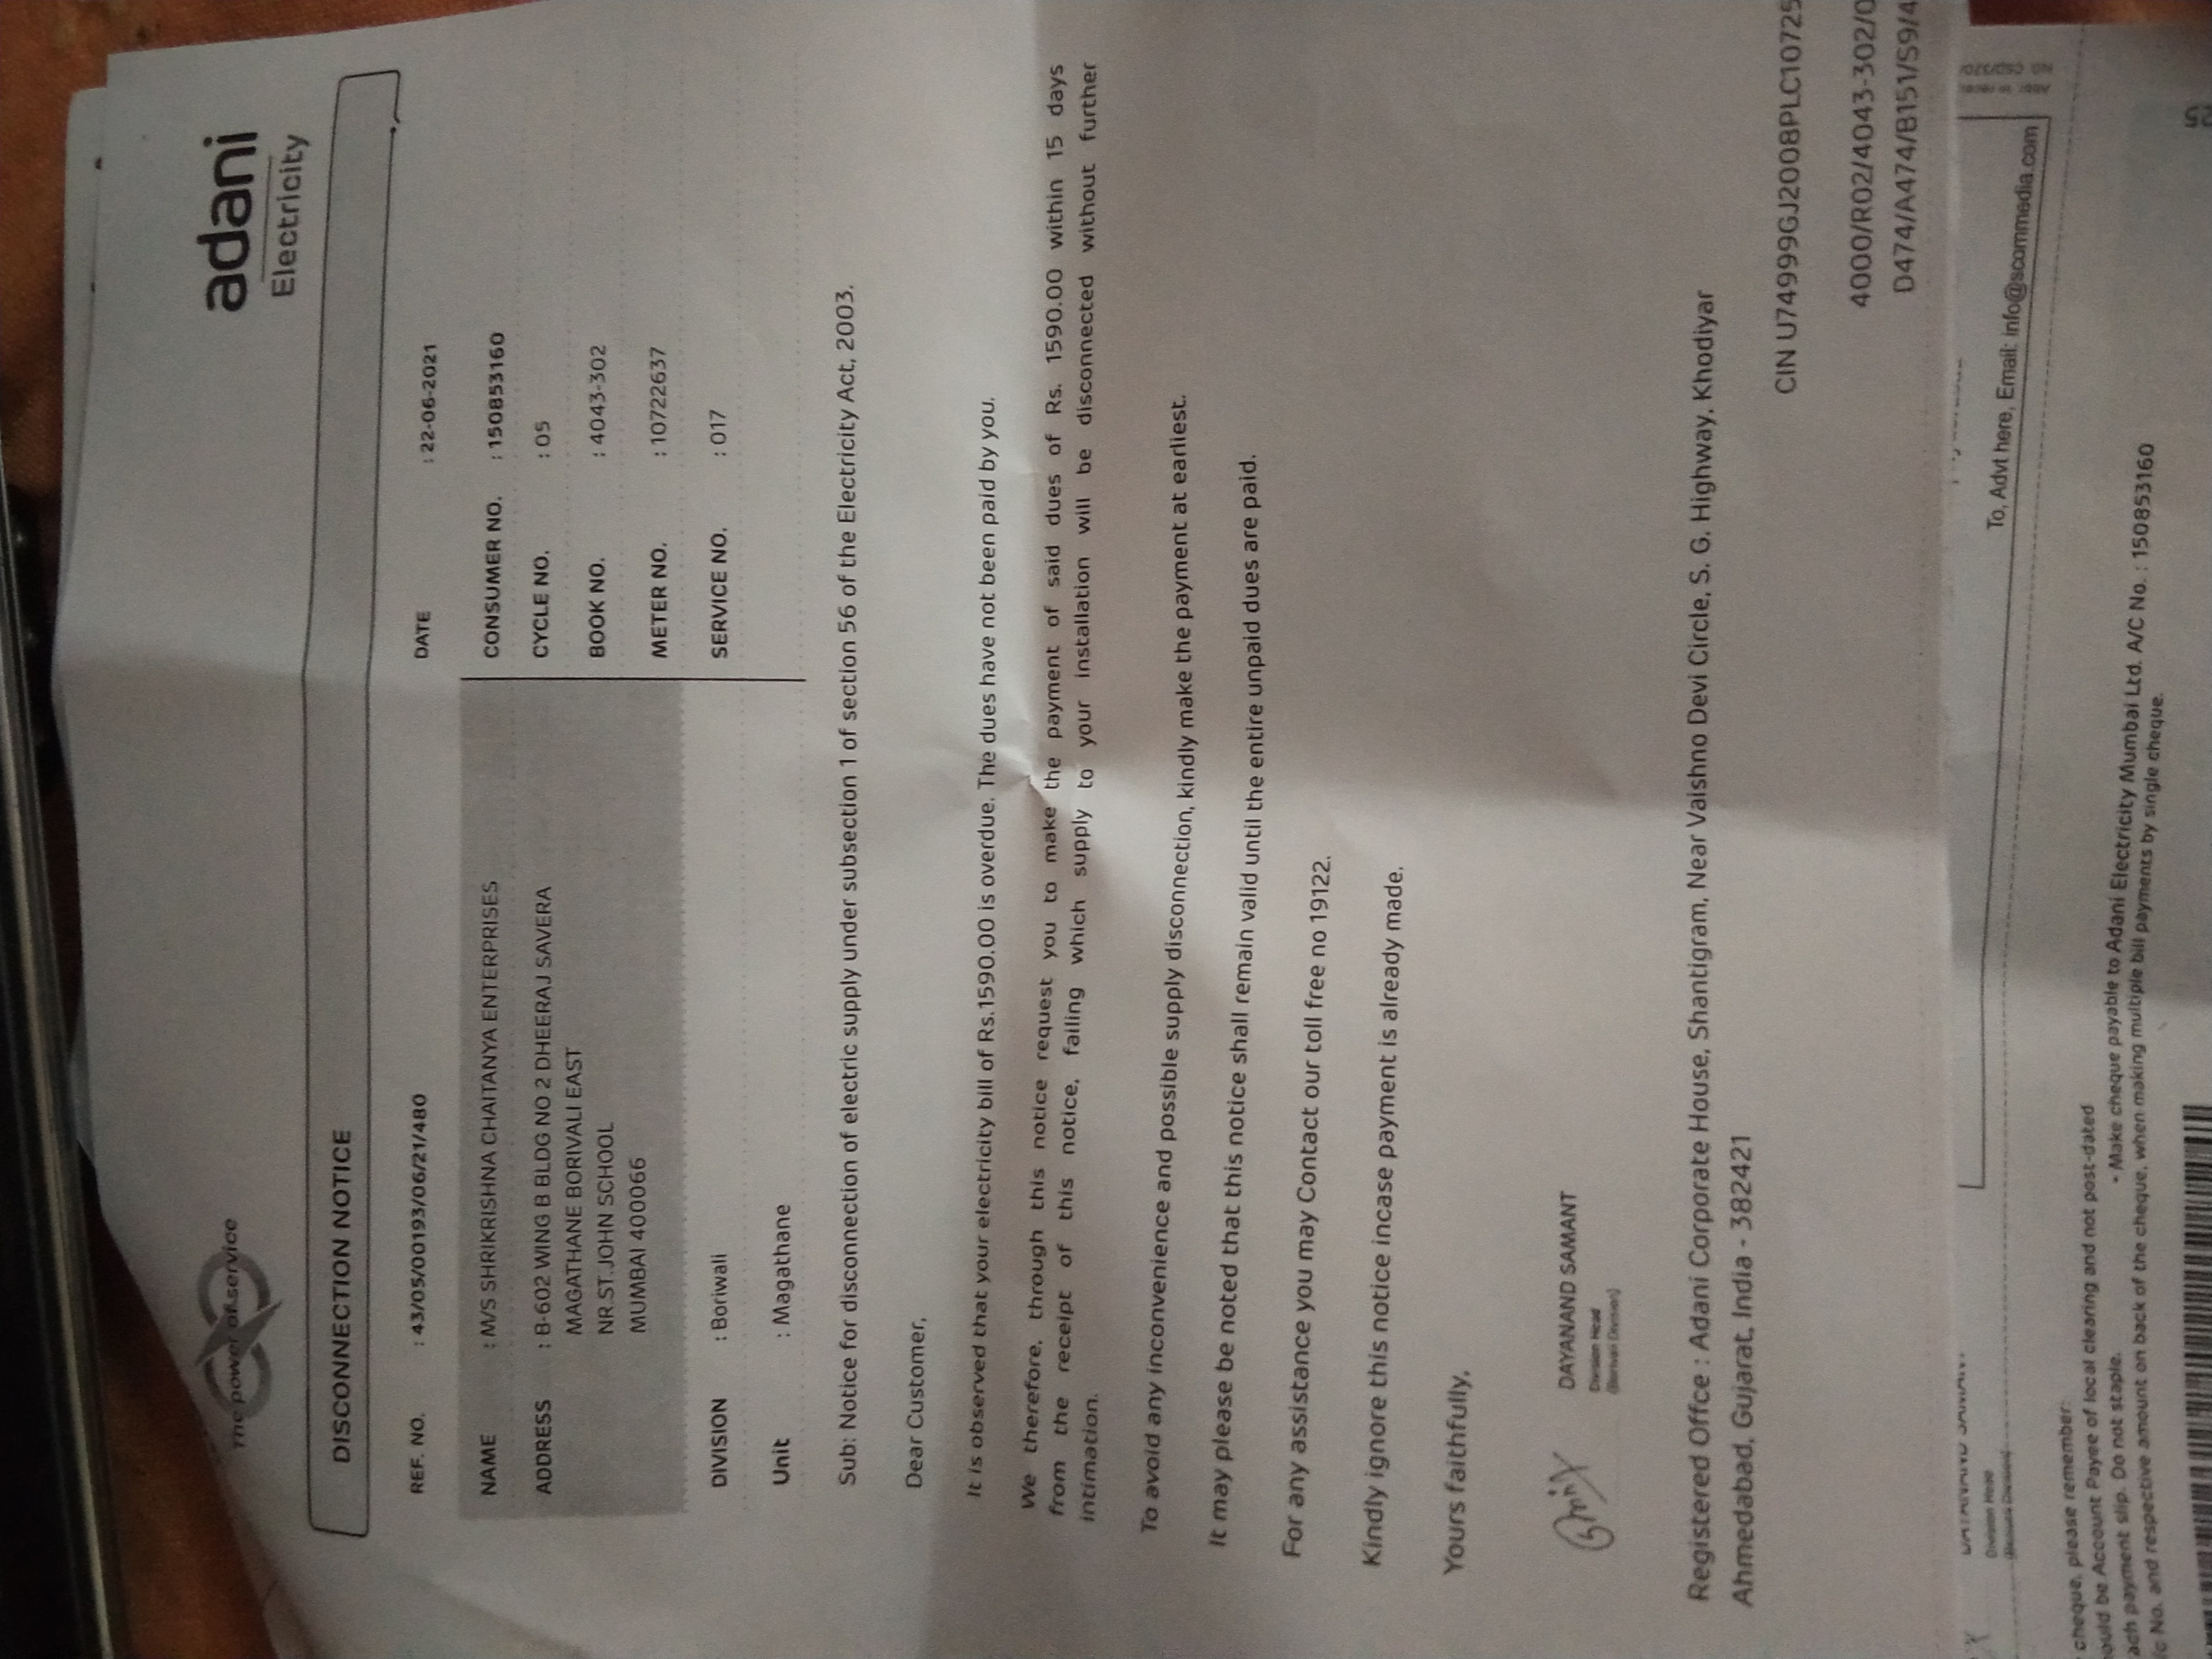 The power of service
adani
Electricity
DISCONNECTION NOTICE
REF. NO. : 43/05/00193/06/21/480 DATE : 22-06-2021
NAME : M/S SHRIKRISHNA CHAITANYA ENTERPRISES CONSUMER NO. : 150853160
ADDRESS : B-602 WING B BLDG NO 2 DHEERAJ SAVERA CYCLE NO. : 05
MAGATHANE BORIVALI EAST BOOK NO. : 4043-302
NR.ST.JOHN SCHOOL
MUMBAI 400066 METER NO. : 10722637
DIVISION : Boriwali SERVICE NO. : 017
Unit : Magathane
Sub: Notice for disconnection of electric supply under subsection 1 of section 56 of the Electricity Act, 2003.
Dear Customer,
It is observed that your electricity bill of Rs.1590.00 is overdue. The dues have not been paid by you.
We therefore, through this notice request you to make the payment of said dues of Rs. 1590.00 within 15 days
from the receipt of this notice, failing which supply to your installation will be disconnected without further
intimation.
To avoid any inconvenience and possible supply disconnection, kindly make the payment at earliest.
It may please be noted that this notice shall remain valid until the entire unpaid dues are paid.
For any assistance you may Contact our toll free no 19122.
Kindly ignore this notice incase payment is already made.
Yours faithfully,
DAYANAND SAMANT
Division Head
(Borivari Division)
Registered Offce : Adani Corporate House, Shantigram, Near Vaishno Devi Circle, S. G. Highway, Khodiyar
Ahmedabad, Gujarat, India - 382421
CIN U74999GJ2008PLC10725
4000/R02/4043-302/0
D474/A474/B151/S9/4
Division Head
To, Advt here, Email: info@scommedia.com
cheque, please remember:
ould be Account Payee of local clearing and not post-dated
• Make cheque payable to Adani Electricity Mumbai Ltd. A/C No. : 150853160
ach payment slip. Do not staple.
No. and respective amount on back of the cheque, when making multiple bill payments by single cheque.